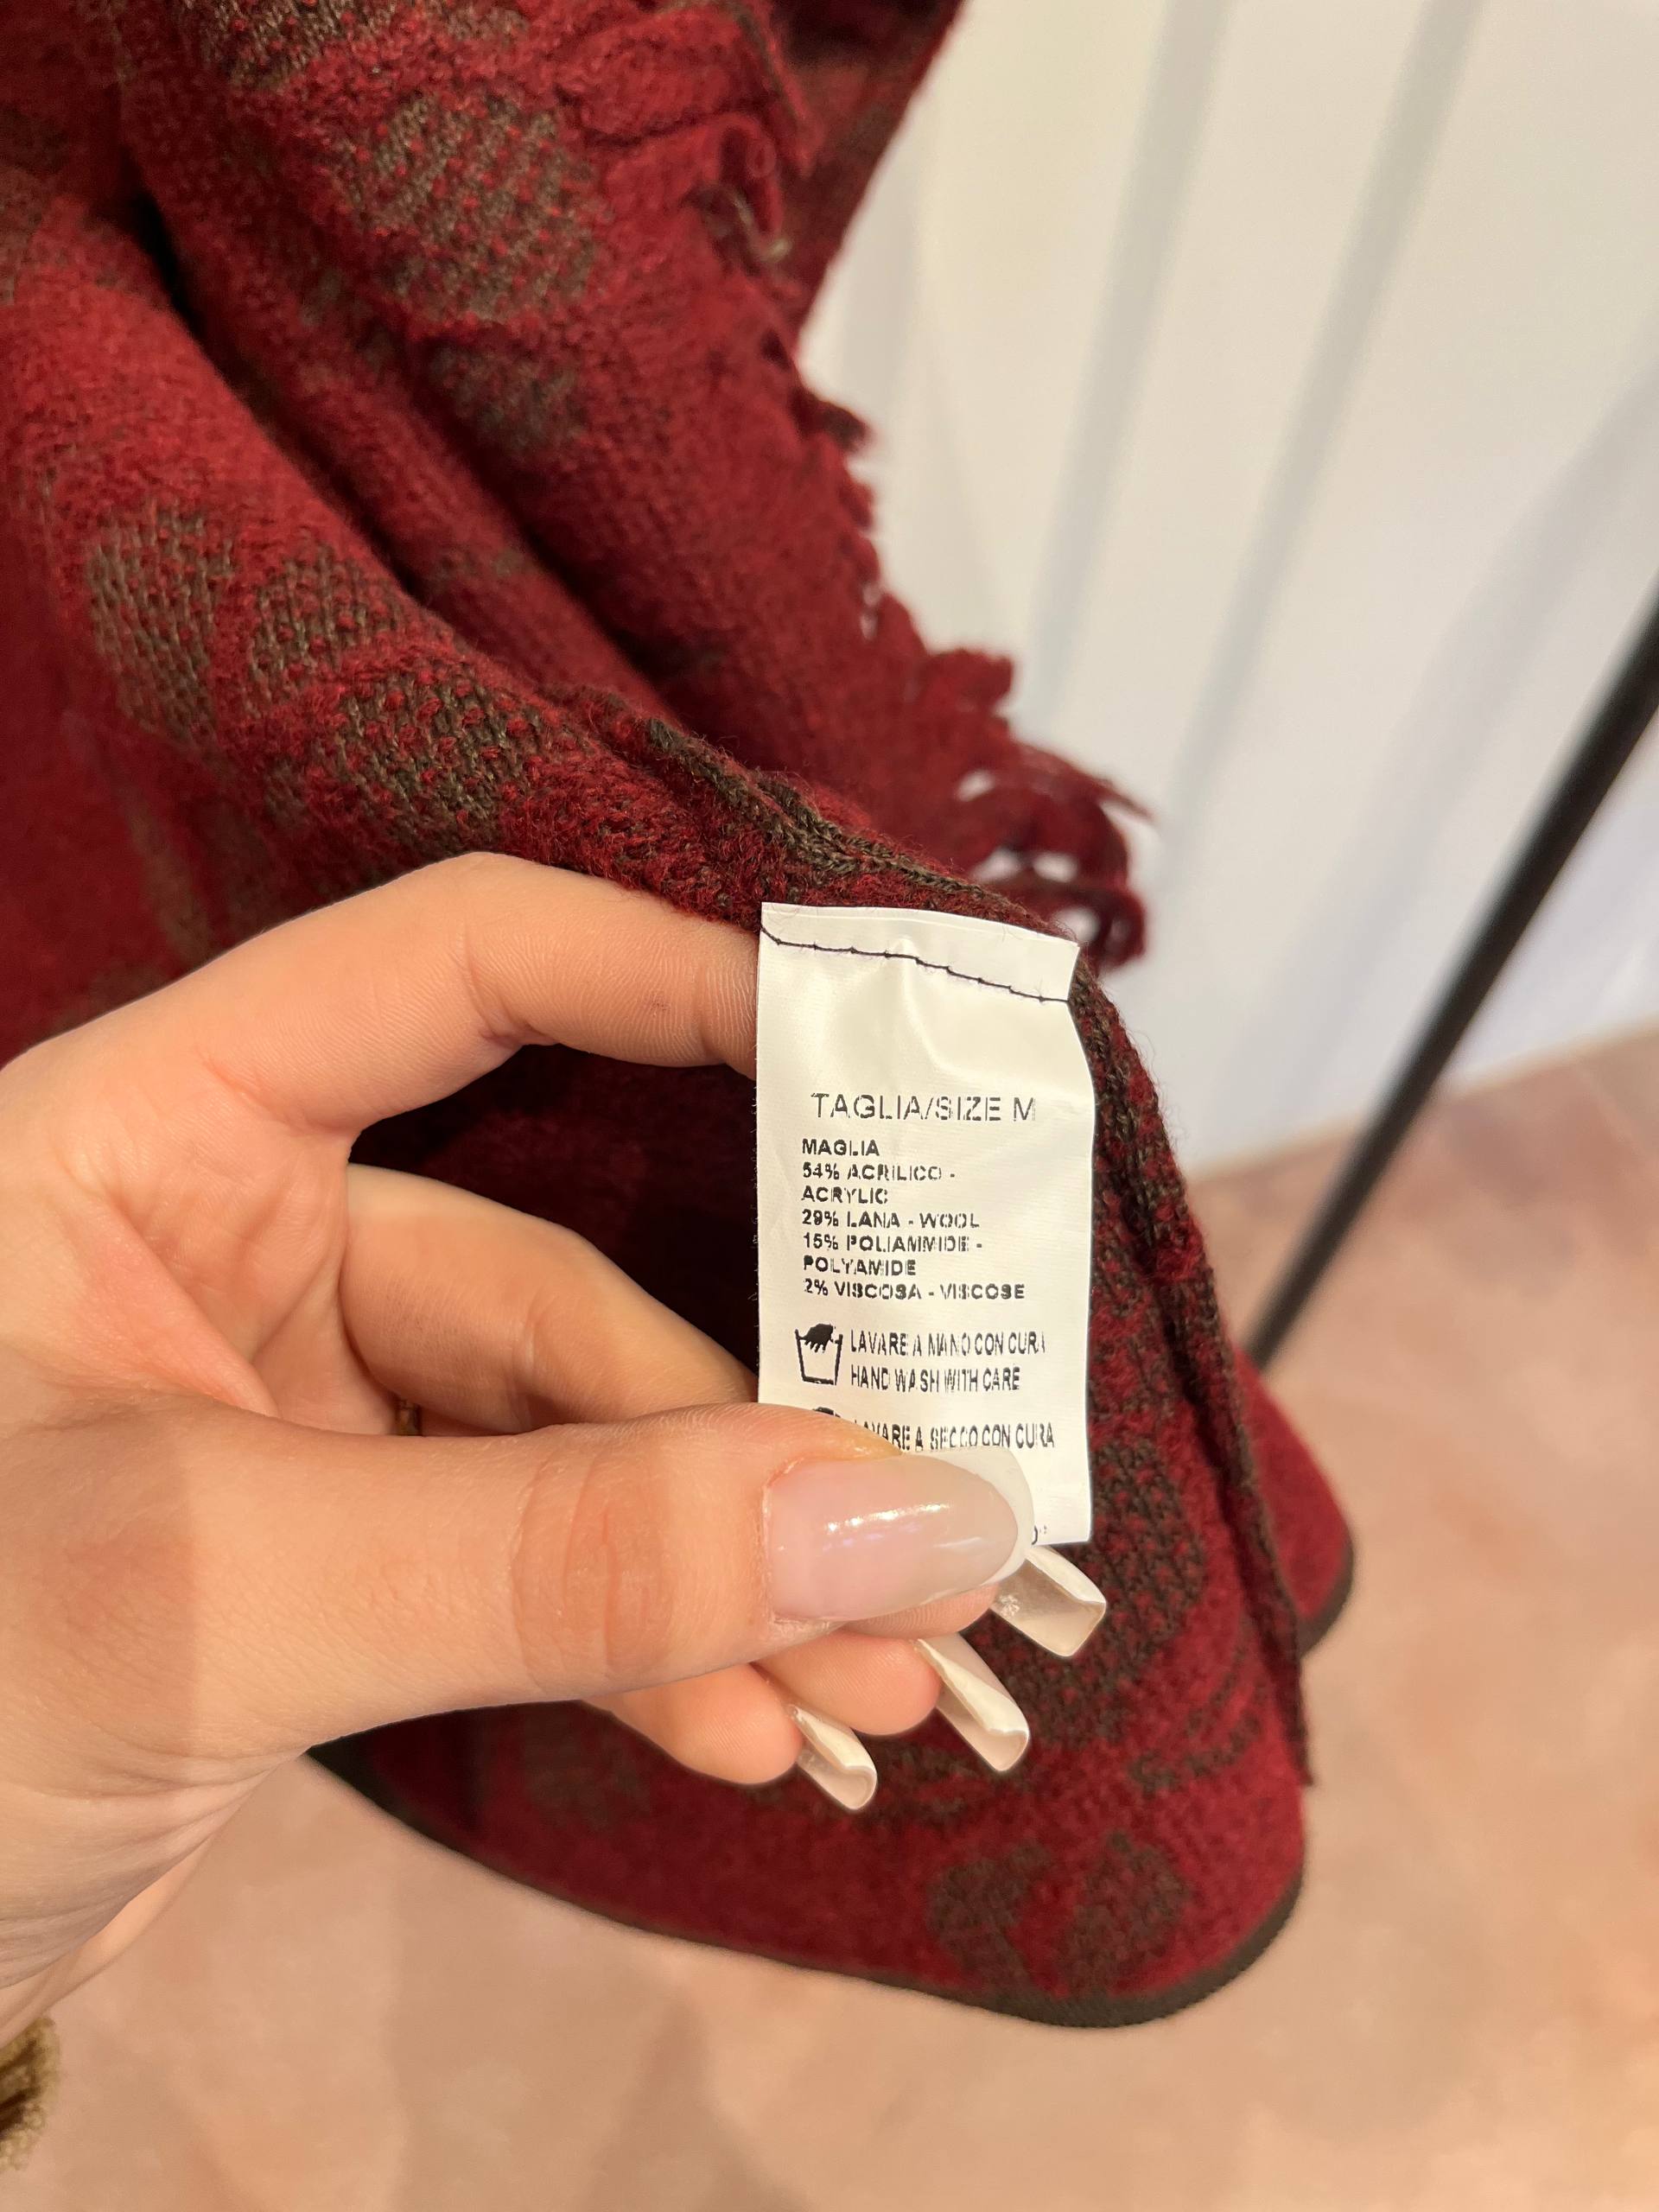 TAGLIA/SIZE M
MAGLIA
54% ACRILICO -
ACRYLIC
29% LANA - WOOL
15% POLIAMMIDE -
POLYAMIDE
2% VISCOSA - VISCOSE
LAVARE A MANO CON CURA
HAND WASH WITH CARE
LAVARE A SECCO CON CURA